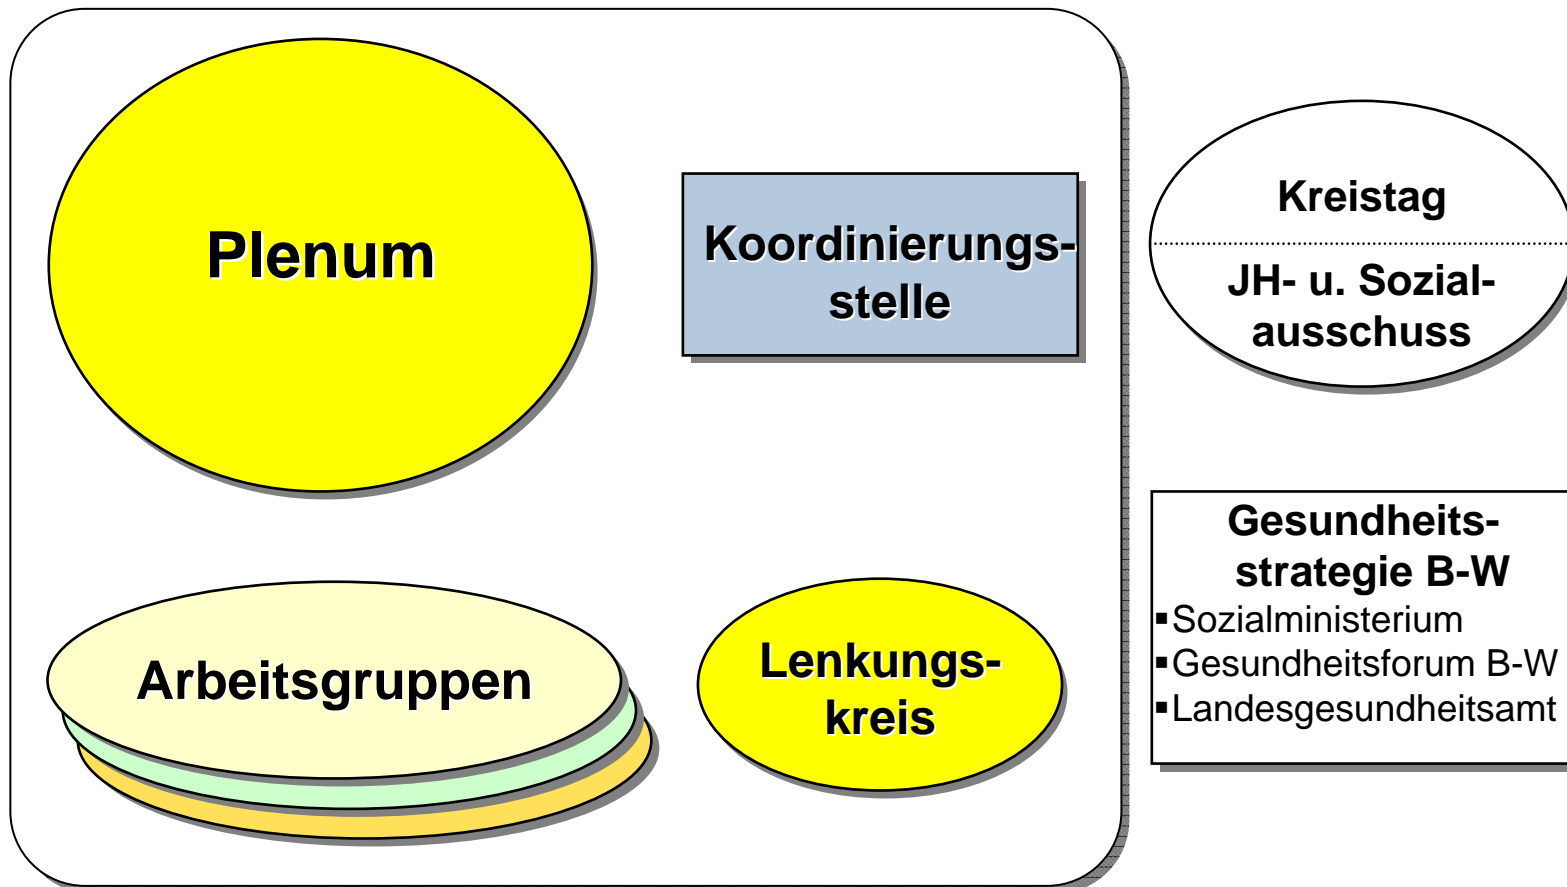 Plenum
Koordinierungs-
stelle
Arbeitsgruppen
Lenkungs-
kreis
Kreistag
JH- u. Sozial-
ausschuss
Gesundheits-
strategie B-W
▪Sozialministerium
▪Gesundheitsforum B-W
▪Landesgesundheitsamt